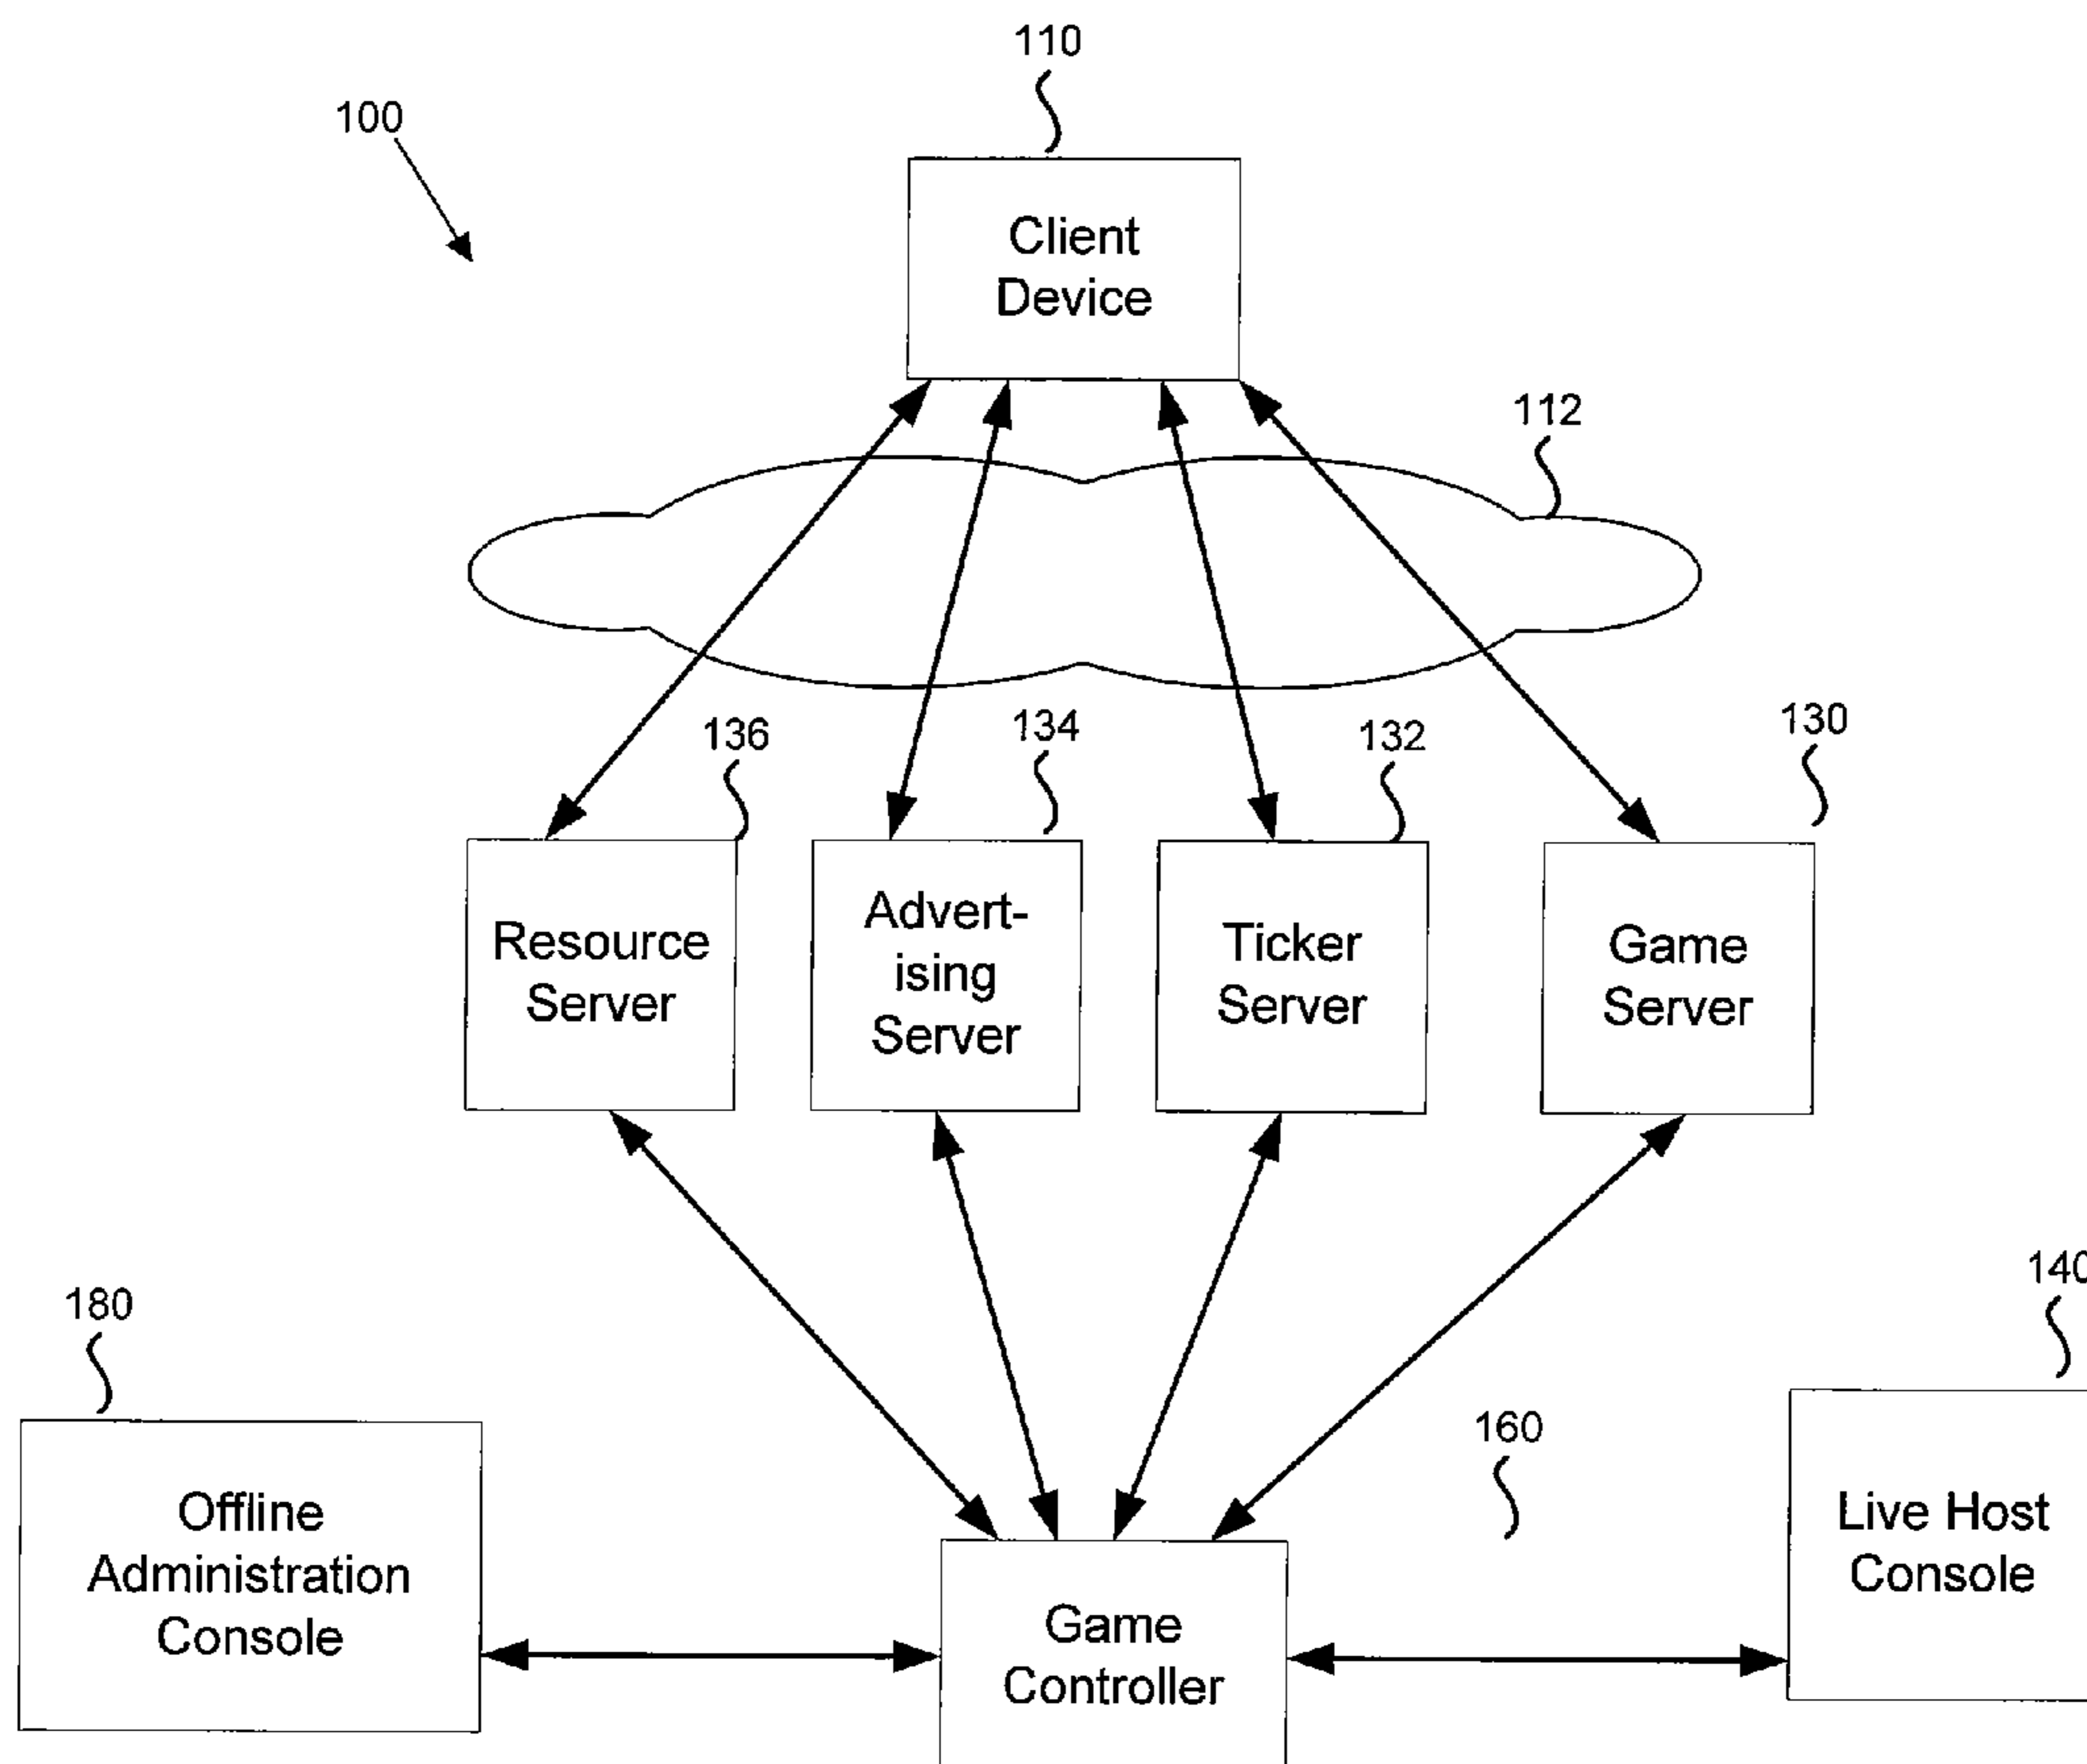 110
100
Client
Device
112
136
134
132
130
Resource
Server
Advert-
ising
Server
Ticker
Server
Game
Server
180
140
160
Offline
Administration
Console
Game
Controller
Live Host
Console